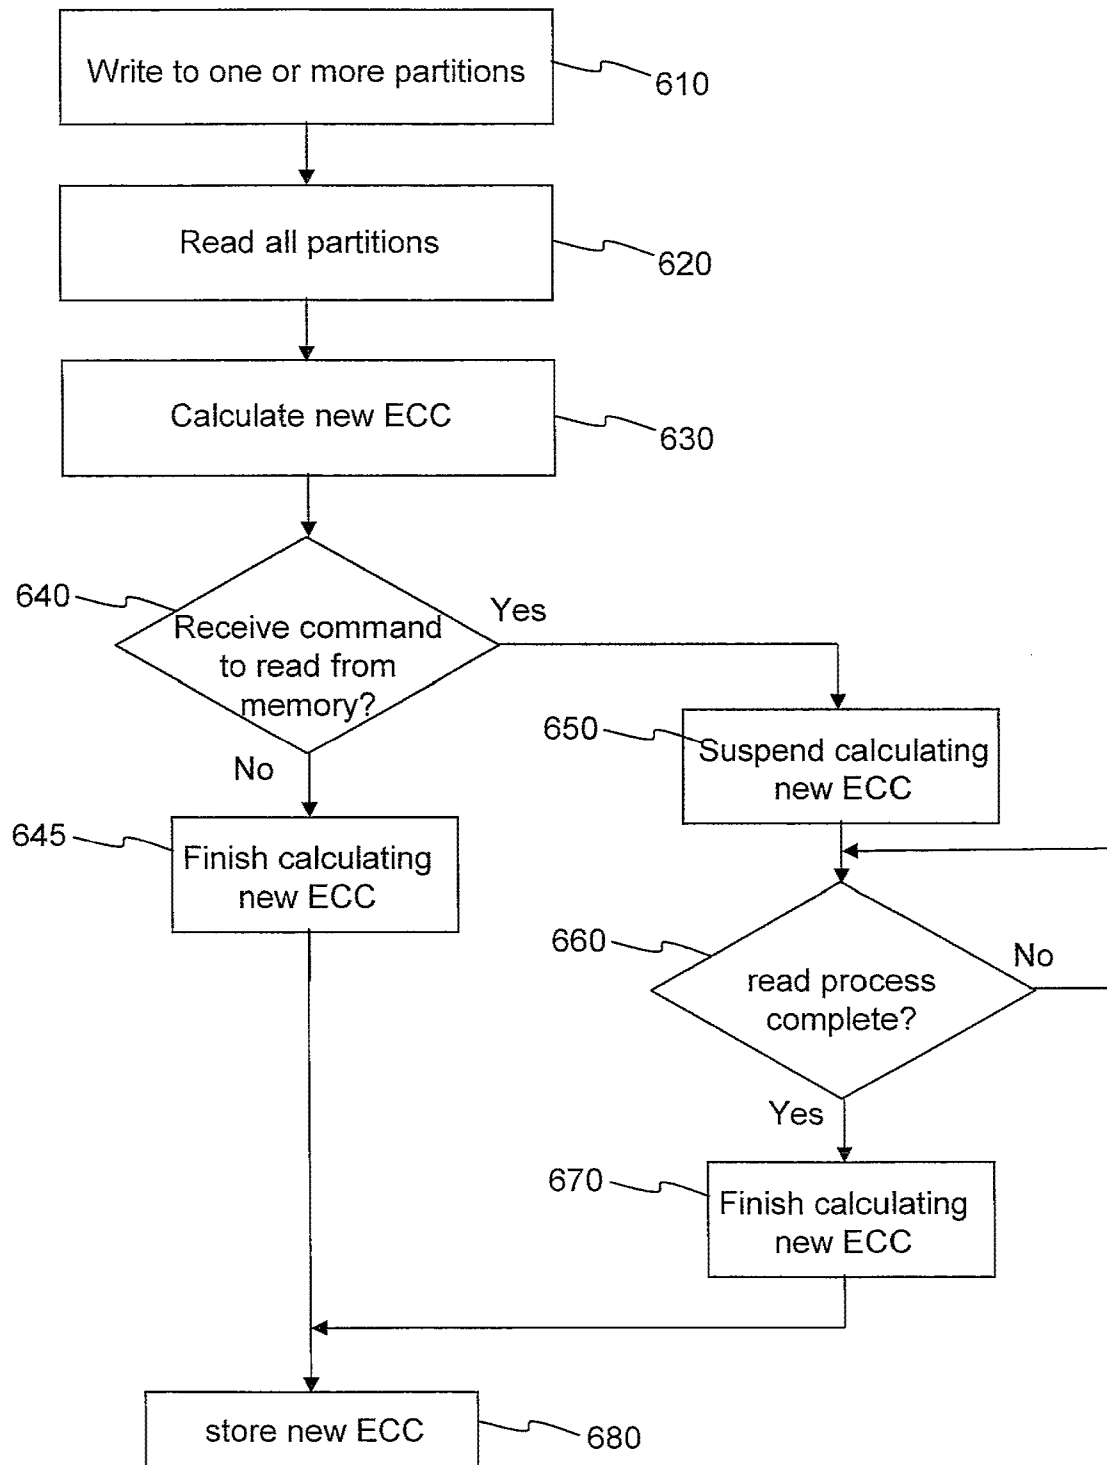 Write to one or more partitions
610
Read all partitions
620
Calculate new ECC
630
640
Receive command
to read from
memory?
Yes
No
650
Suspend calculating
new ECC
645
Finish calculating
new ECC
660
read process
complete?
No
Yes
670
Finish calculating
new ECC
store new ECC
680